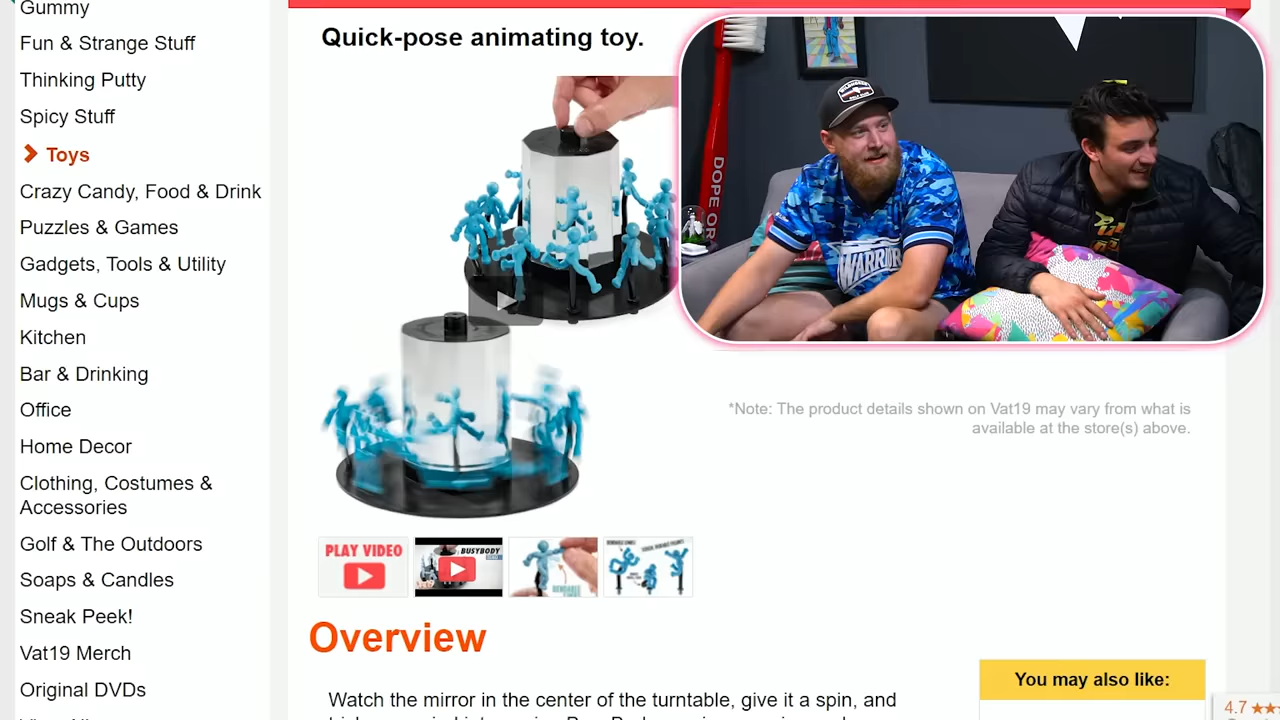 Gummy
Fun & Strange Stuff
Thinking Putty
Spicy Stuff
Toys
Crazy Candy, Food & Drink
Puzzles & Games
Gadgets, Tools & Utility
Mugs & Cups
Kitchen
Bar & Drinking
Office
Home Decor
Clothing, Costumes &
Accessories
Golf & The Outdoors
Soaps & Candles
Sneak Peek!
Vat19 Merch
Original DVDs
Quick-pose animating toy.
DOPE OR
WARRIOR
*Note: The product details shown on Vat19 may vary from what is
available at the store(s) above.
PLAY VIDEO
BUSYBODY
Overview
Watch the mirror in the center of the turntable, give it a spin, and
You may also like:
4.7